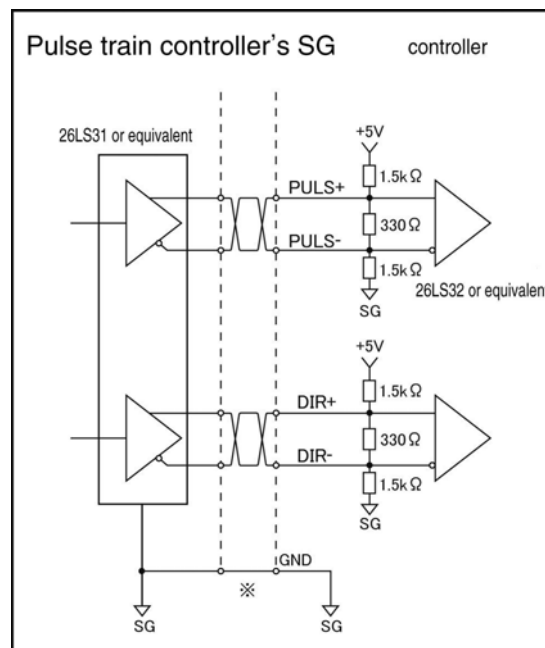 Pulse train controller's SG
controller
26LS31 or equivalent
+5V
1.5kΩ
PULS+
330Ω
PULS-
1.5kΩ
26LS32 or equivalent
SG
+5V
1.5kΩ
DIR+
330Ω
DIR-
1.5kΩ
SG
GND
※
SG
SG